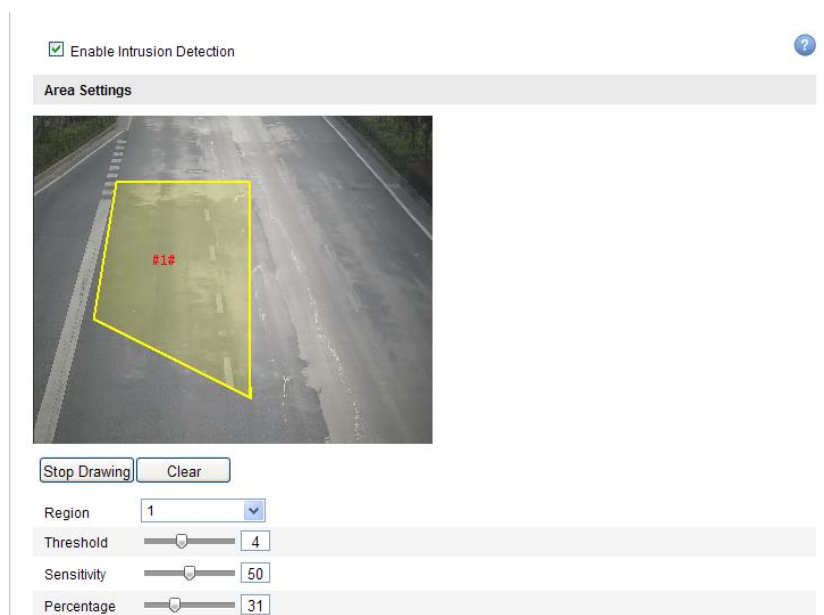 Enable Intrusion Detection
?
Area Settings
#1#
Stop Drawing Clear
Region 1
Threshold 4
Sensitivity 50
Percentage 31